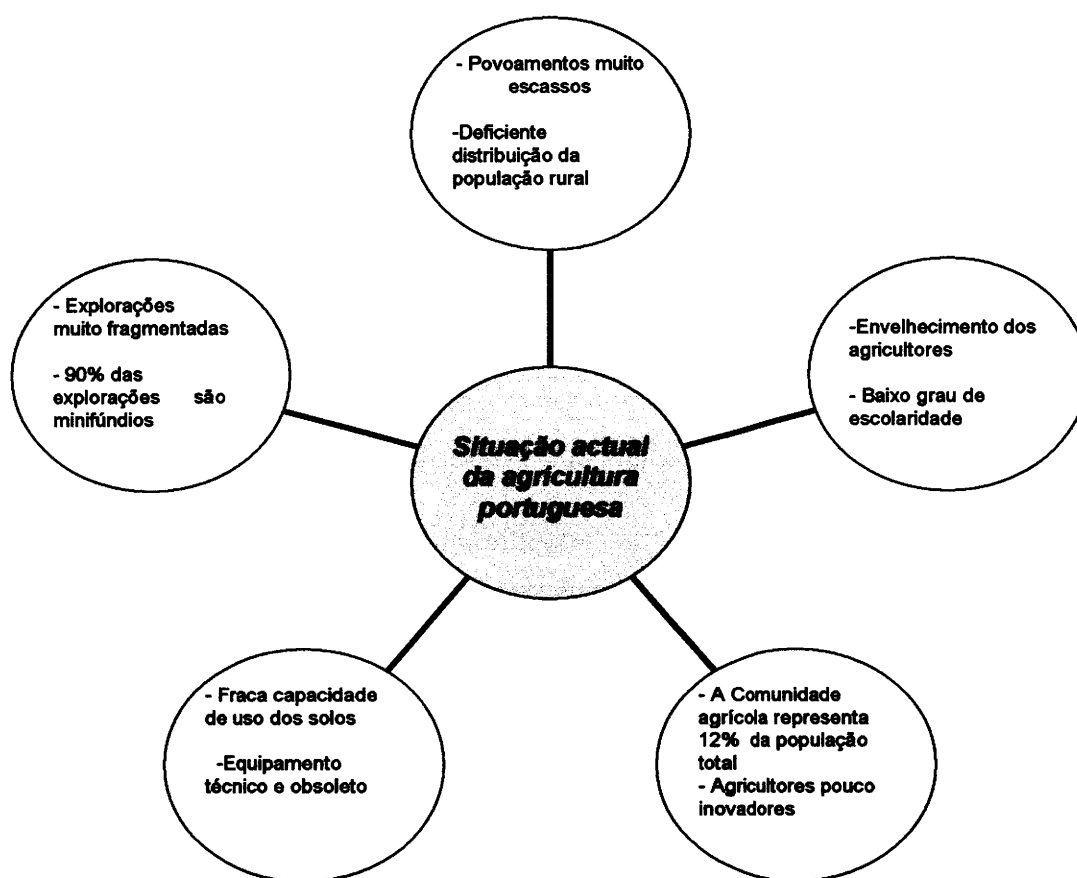 - Povoamentos muito
escassos
-Deficiente
distribuição da
população rural
- Explorações
muito fragmentadas
- 90% das
explorações são
minifúndios
-Envelhecimento dos
agricultores
- Baixo grau de
escolaridade
Situação actual
da agricultura
portuguesa
- Fraca capacidade
de uso dos solos
-Equipamento
técnico e obsoleto
- A Comunidade
agrícola representa
12% da população
total
- Agricultores pouco
inovadores